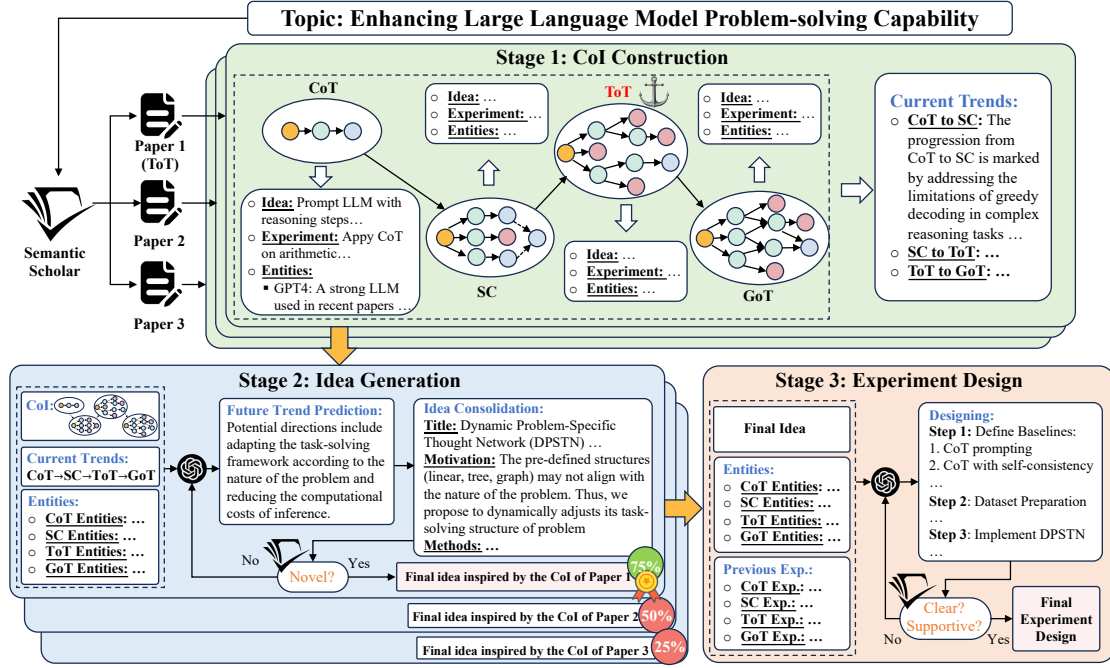 Topic: Enhancing Large Language Model Problem-solving Capability
Stage 1: CoI Construction
Semantic
Scholar
Paper 1
(ToT)
Paper 2
Paper 3
CoT
Idea: Prompt LLM with
reasoning steps…
Experiment: Appy CoT
on arithmetic…
Entities:
GPT4: A strong LLM
used in recent papers …
Idea: …
Experiment: …
Entities: …
SC
ToT
Idea: …
Experiment: …
Entities: …
Idea: …
Experiment: …
Entities: …
GoT
Current Trends:
CoT to SC: The
progression from
CoT to SC is marked
by addressing the
limitations of greedy
decoding in complex
reasoning tasks …
SC to ToT: …
ToT to GoT: …
Stage 2: Idea Generation
CoI:
Current Trends:
CoT→SC→ToT→GoT
Entities:
CoT Entities: …
SC Entities: …
ToT Entities: …
GoT Entities: …
Future Trend Prediction:
Potential directions include
adapting the task-solving
framework according to the
nature of the problem and
reducing the computational
costs of inference.
Idea Consolidation:
Title: Dynamic Problem-Specific
Thought Network (DPSTN) …
Motivation: The pre-defined structures
(linear, tree, graph) may not align with
the nature of the problem. Thus, we
propose to dynamically adjusts its task-
solving structure of problem
Methods: …
No
Novel?
Yes
Final idea inspired by the CoI of Paper 1
75%
Final idea inspired by the CoI of Paper 2
50%
Final idea inspired by the CoI of Paper 3
25%
Stage 3: Experiment Design
Final Idea
Entities:
CoT Entities: …
SC Entities: …
ToT Entities: …
GoT Entities: …
Previous Exp.:
CoT Exp.: …
SC Exp.: …
ToT Exp.: …
GoT Exp.: …
Designing:
Step 1: Define Baselines:
1. CoT prompting
2. CoT with self-consistency
…
Step 2: Dataset Preparation
…
Step 3: Implement DPSTN
…
No
Clear?
Supportive?
Yes
Final
Experiment
Design